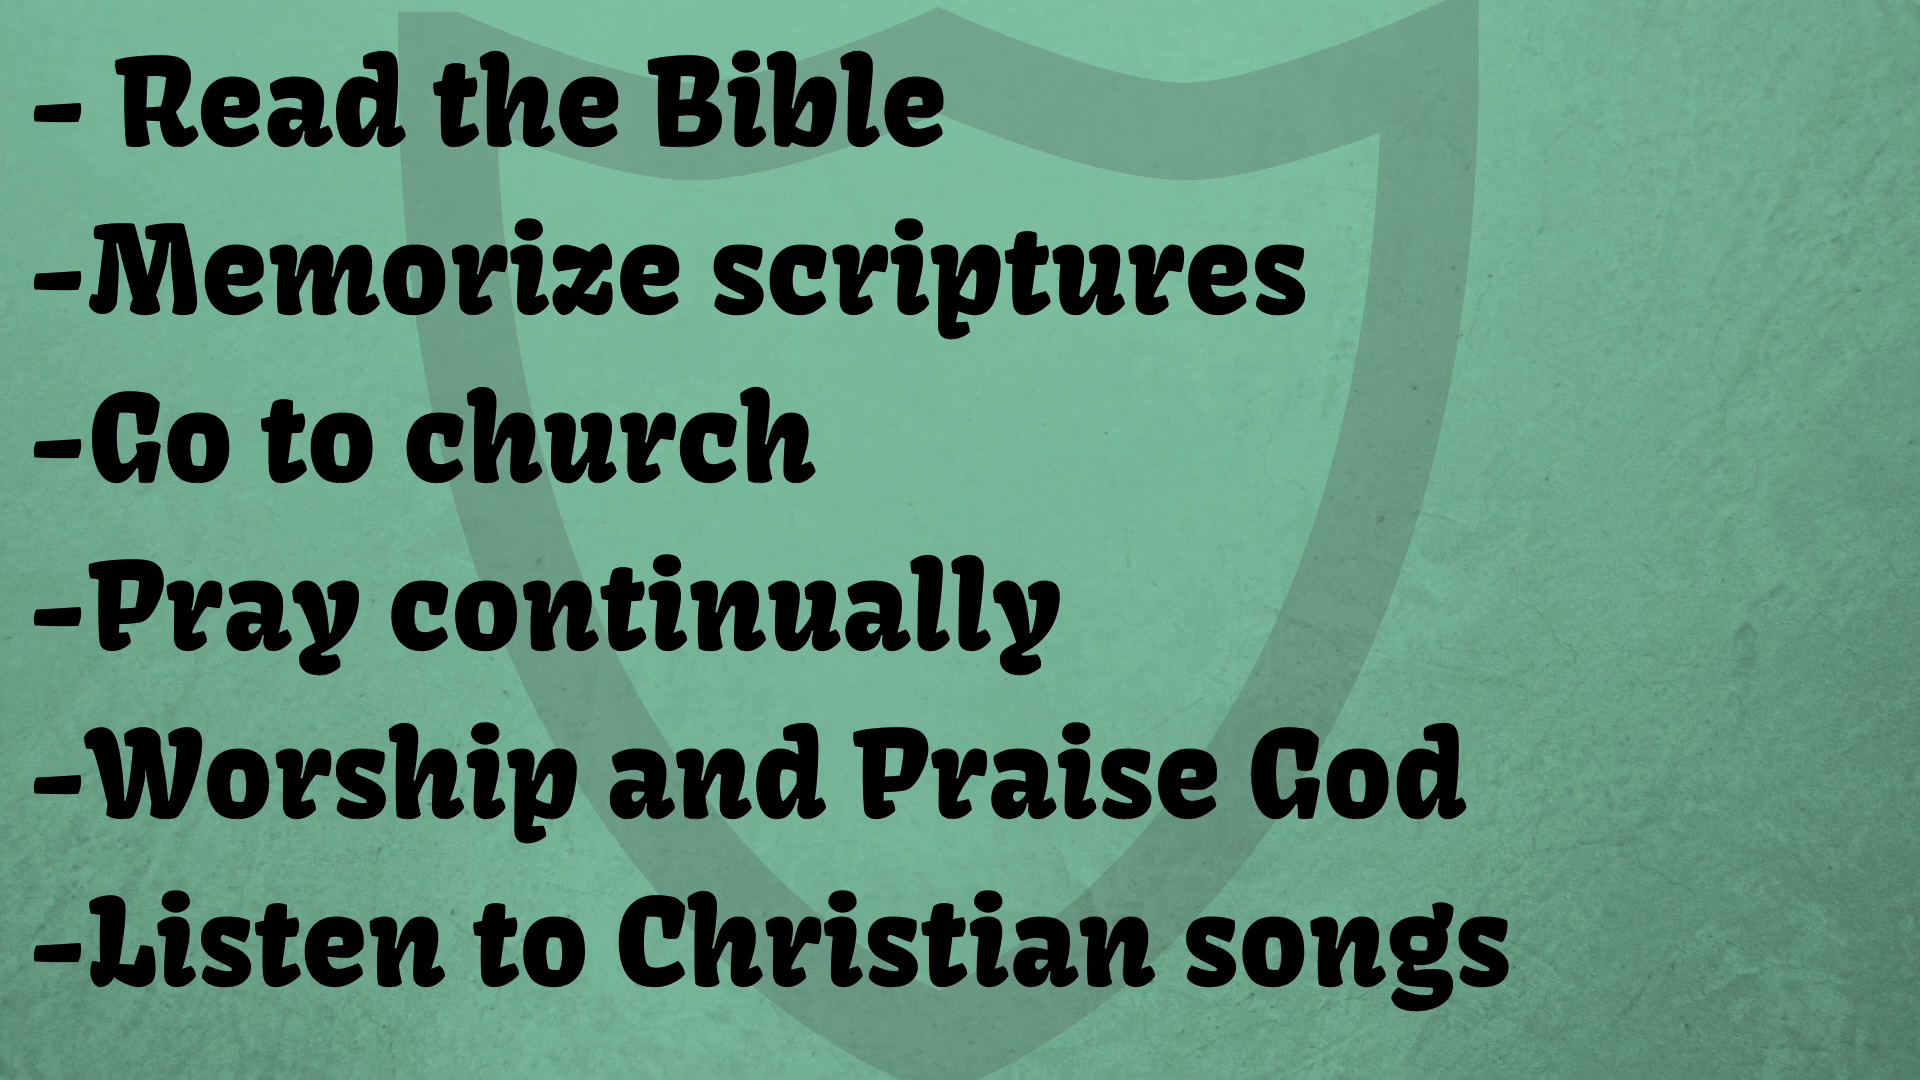 - Read the Bible
-Memorize scriptures
-Go to church
-Pray continually
-Worship and Praise God
-Listen to Christian songs